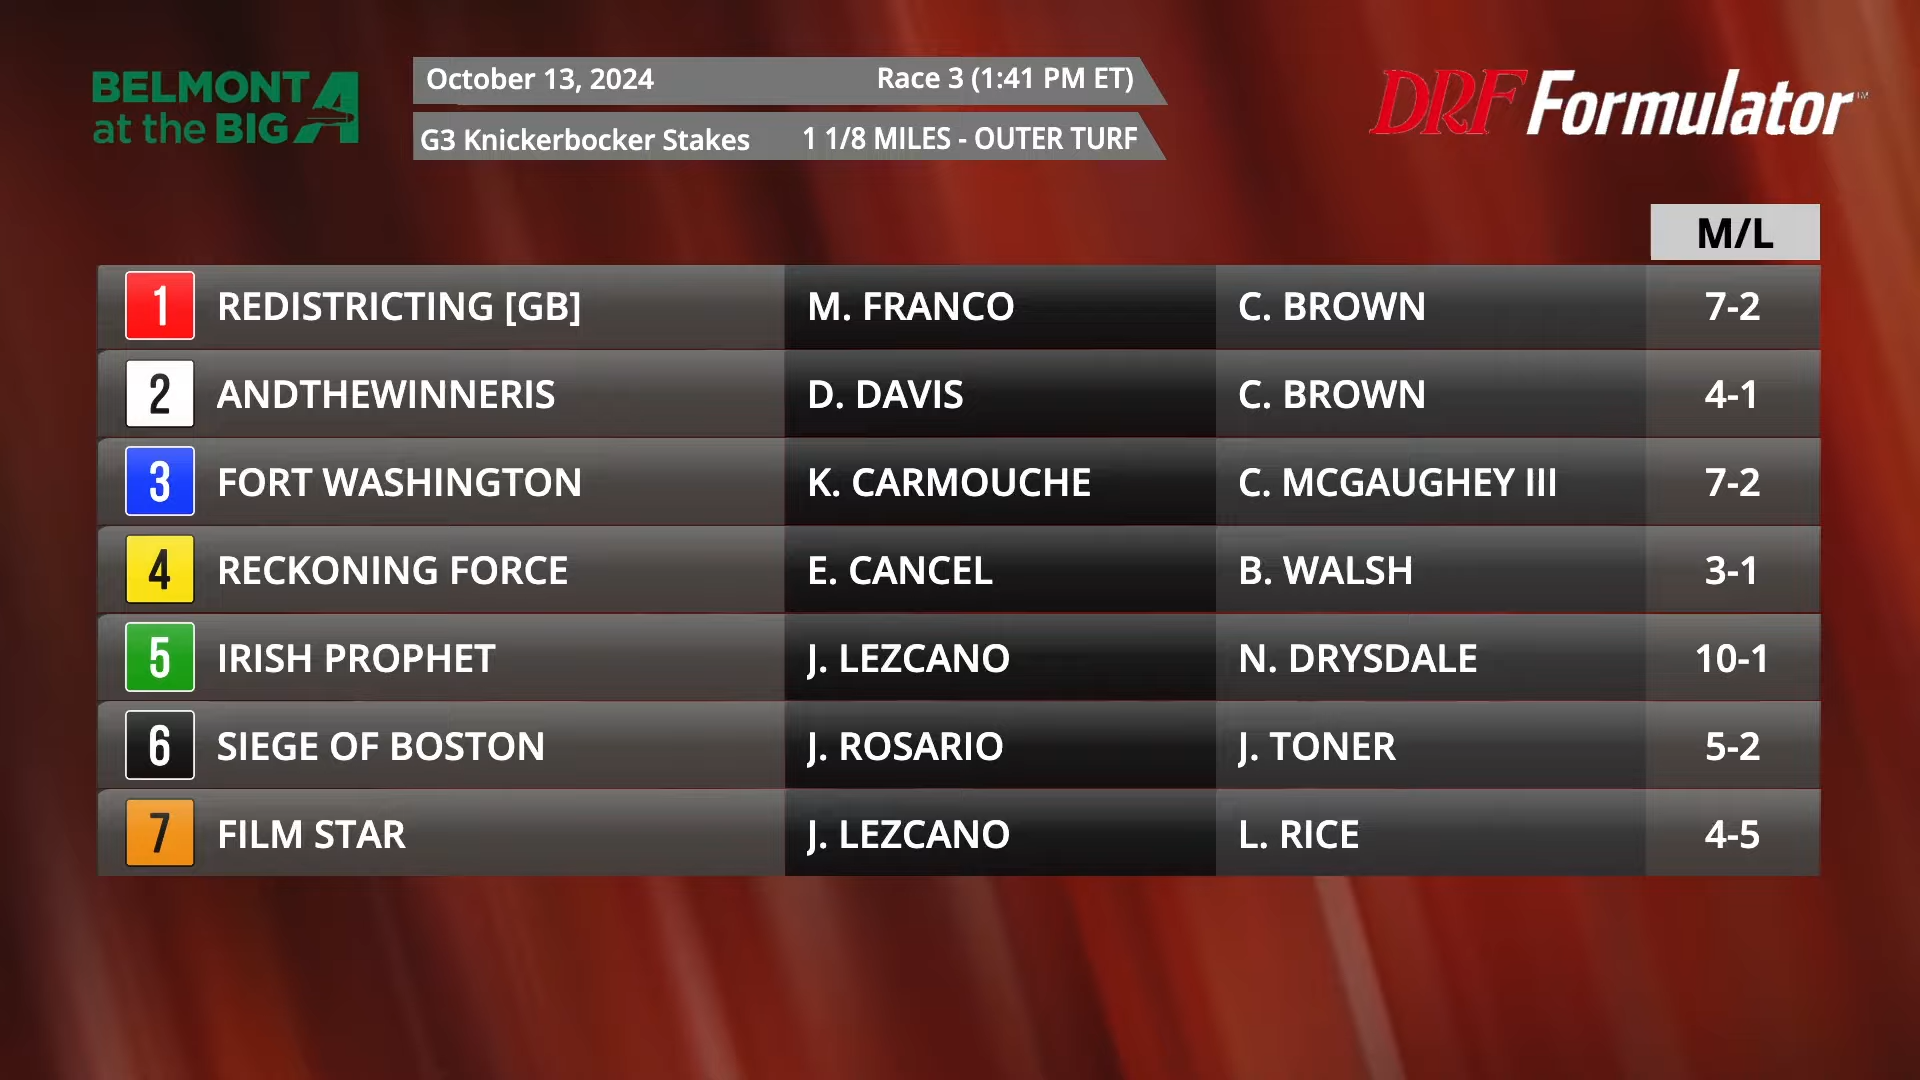 BELMONT
at the BIG A
October 13, 2024 Race 3 (1:41 PM ET)
G3 Knickerbocker Stakes 1 1/8 MILES - OUTER TURF
DRF Formulator™
M/L
1 REDISTRICTING [GB] M. FRANCO C. BROWN 7-2
2 ANDTHEWINNERIS D. DAVIS C. BROWN 4-1
3 FORT WASHINGTON K. CARMOUCHE C. MCGAUGHEY III 7-2
4 RECKONING FORCE E. CANCEL B. WALSH 3-1
5 IRISH PROPHET J. LEZCANO N. DRYSDALE 10-1
6 SIEGE OF BOSTON J. ROSARIO J. TONER 5-2
7 FILM STAR J. LEZCANO L. RICE 4-5